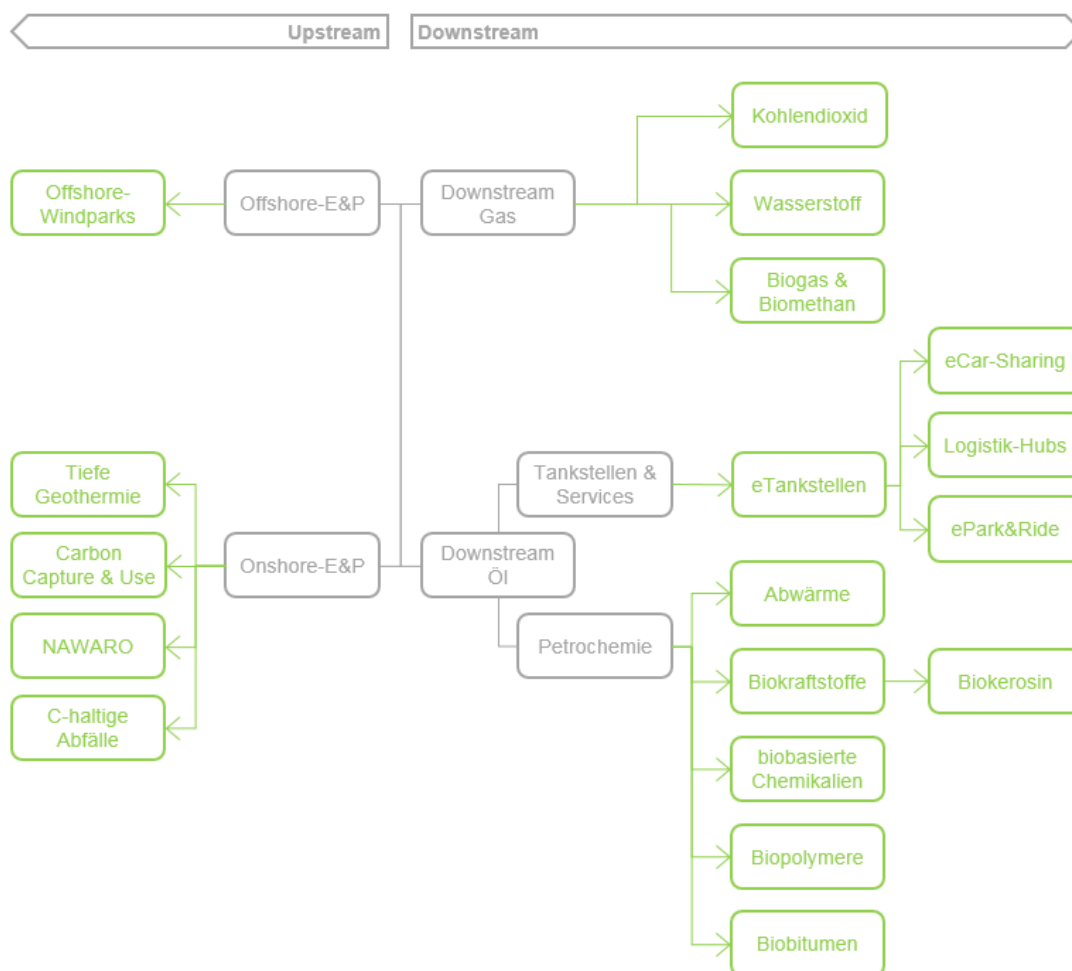 Upstream
Downstream
Kohlendioxid
Offshore-
Windparks
Offshore-E&P
Downstream
Gas
Wasserstoff
Biogas &
Biomethan
eCar-Sharing
Logistik-Hubs
ePark&Ride
Tiefe
Geothermie
Tankstellen &
Services
eTankstellen
Carbon
Capture & Use
Onshore-E&P
Downstream
Öl
Abwärme
NAWARO
Petrochemie
Biokraftstoffe
Biokerosin
C-haltige
Abfälle
biobasierte
Chemikalien
Biopolymere
Biobitumen